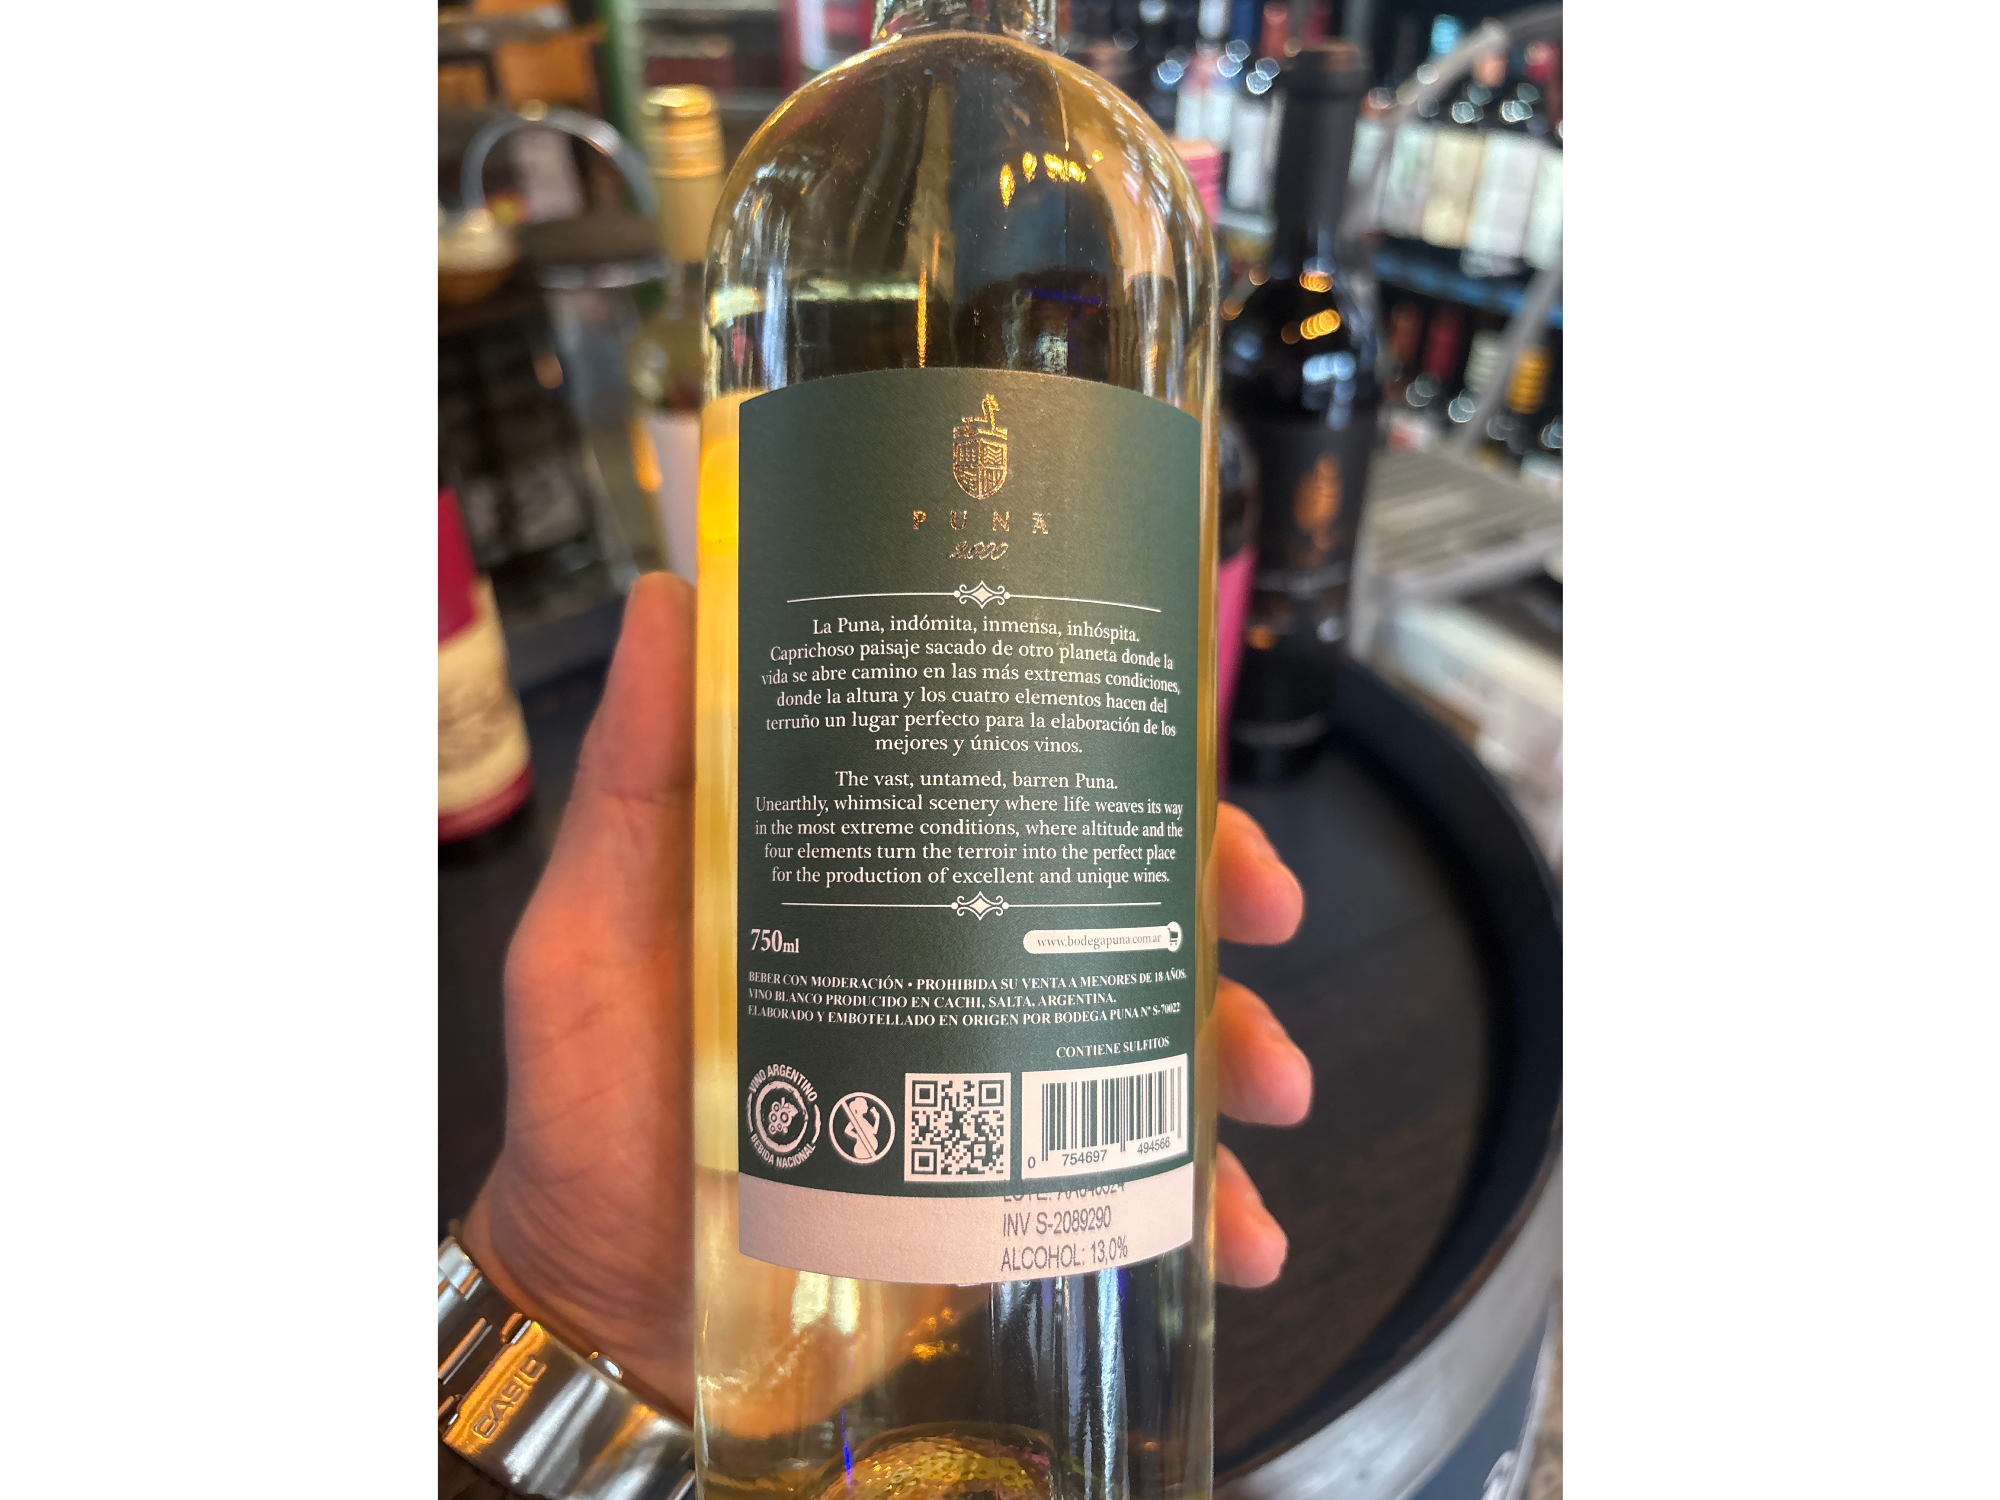 PUNA
2600
La Puna, indómita, inmensa, inhóspita.
Caprichoso paisaje sacado de otro planeta donde la
vida se abre camino en las más extremas condiciones,
donde la altura y los cuatro elementos hacen del
terruño un lugar perfecto para la elaboración de los
mejores y únicos vinos.
The vast, untamed, barren Puna.
Unearthly, whimsical scenery where life weaves its way
in the most extreme conditions, where altitude and the
four elements turn the terroir into the perfect place
for the production of excellent and unique wines.
750ml
www.bodegapuna.com.ar
BEBER CON MODERACIÓN • PROHIBIDA SU VENTA A MENORES DE 18 AÑOS.
VINO BLANCO PRODUCIDO EN CACHI, SALTA, ARGENTINA.
ELABORADO Y EMBOTELLADO EN ORIGEN POR BODEGA PUNA N° S-70022
CONTIENE SULFITOS
VINO ARGENTINO
BEBIDA NACIONAL
0 754697 494566
INV S-2089290
ALCOHOL: 13,0%
CASIO